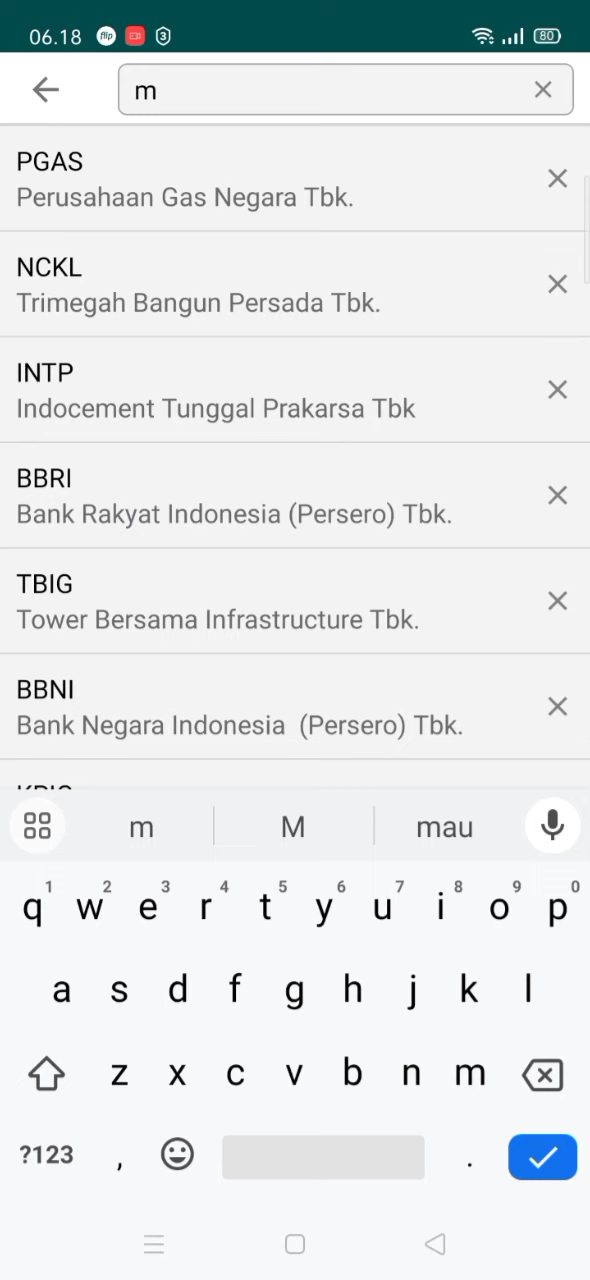 06.18 flip 3 80
m
PGAS
Perusahaan Gas Negara Tbk.
NCKL
Trimegah Bangun Persada Tbk.
INTP
Indocement Tunggal Prakarsa Tbk
BBRI
Bank Rakyat Indonesia (Persero) Tbk.
TBIG
Tower Bersama Infrastructure Tbk.
BBNI
Bank Negara Indonesia  (Persero) Tbk.
m M mau
1 2 3 4 5 6 7 8 9 0
q w e r t y u i o p
a s d f g h j k l
z x c v b n m
?123 , .